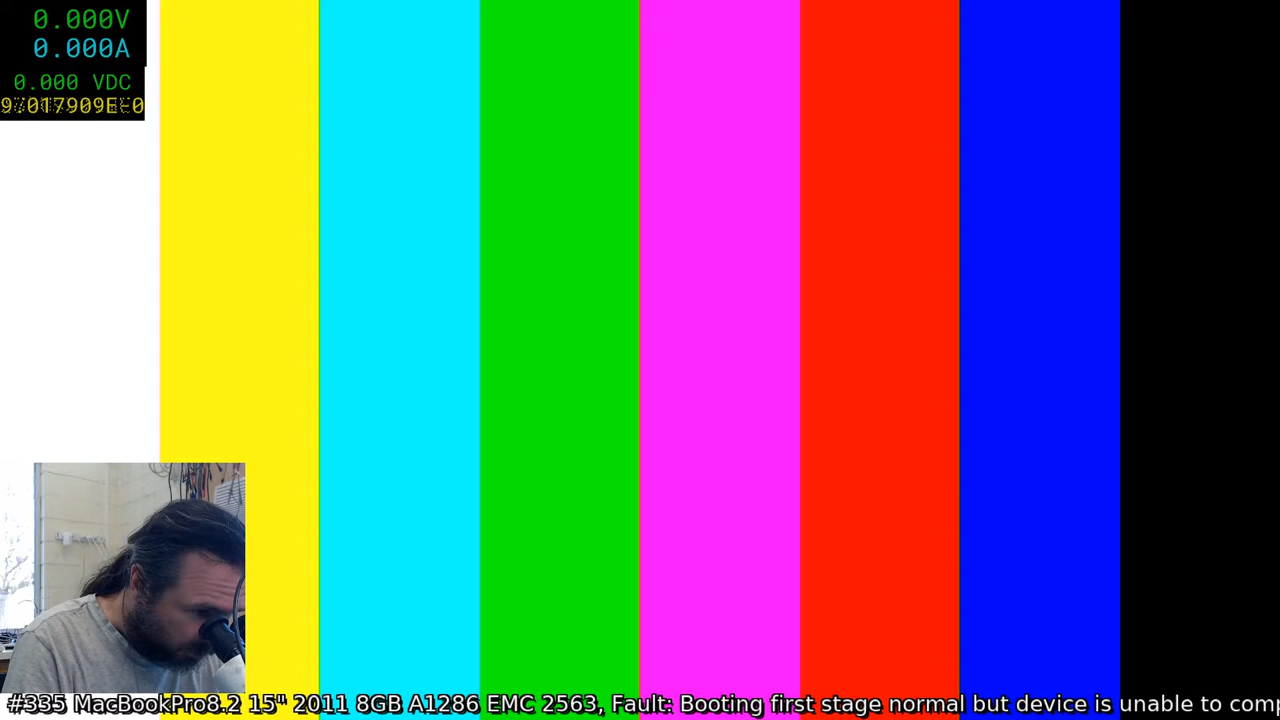 0.000V
0.000A
0.000 VDC
#335 MacBookPro8.2 15" 2011 8GB A1286 EMC 2563, Fault: Booting first stage normal but device is unable to com